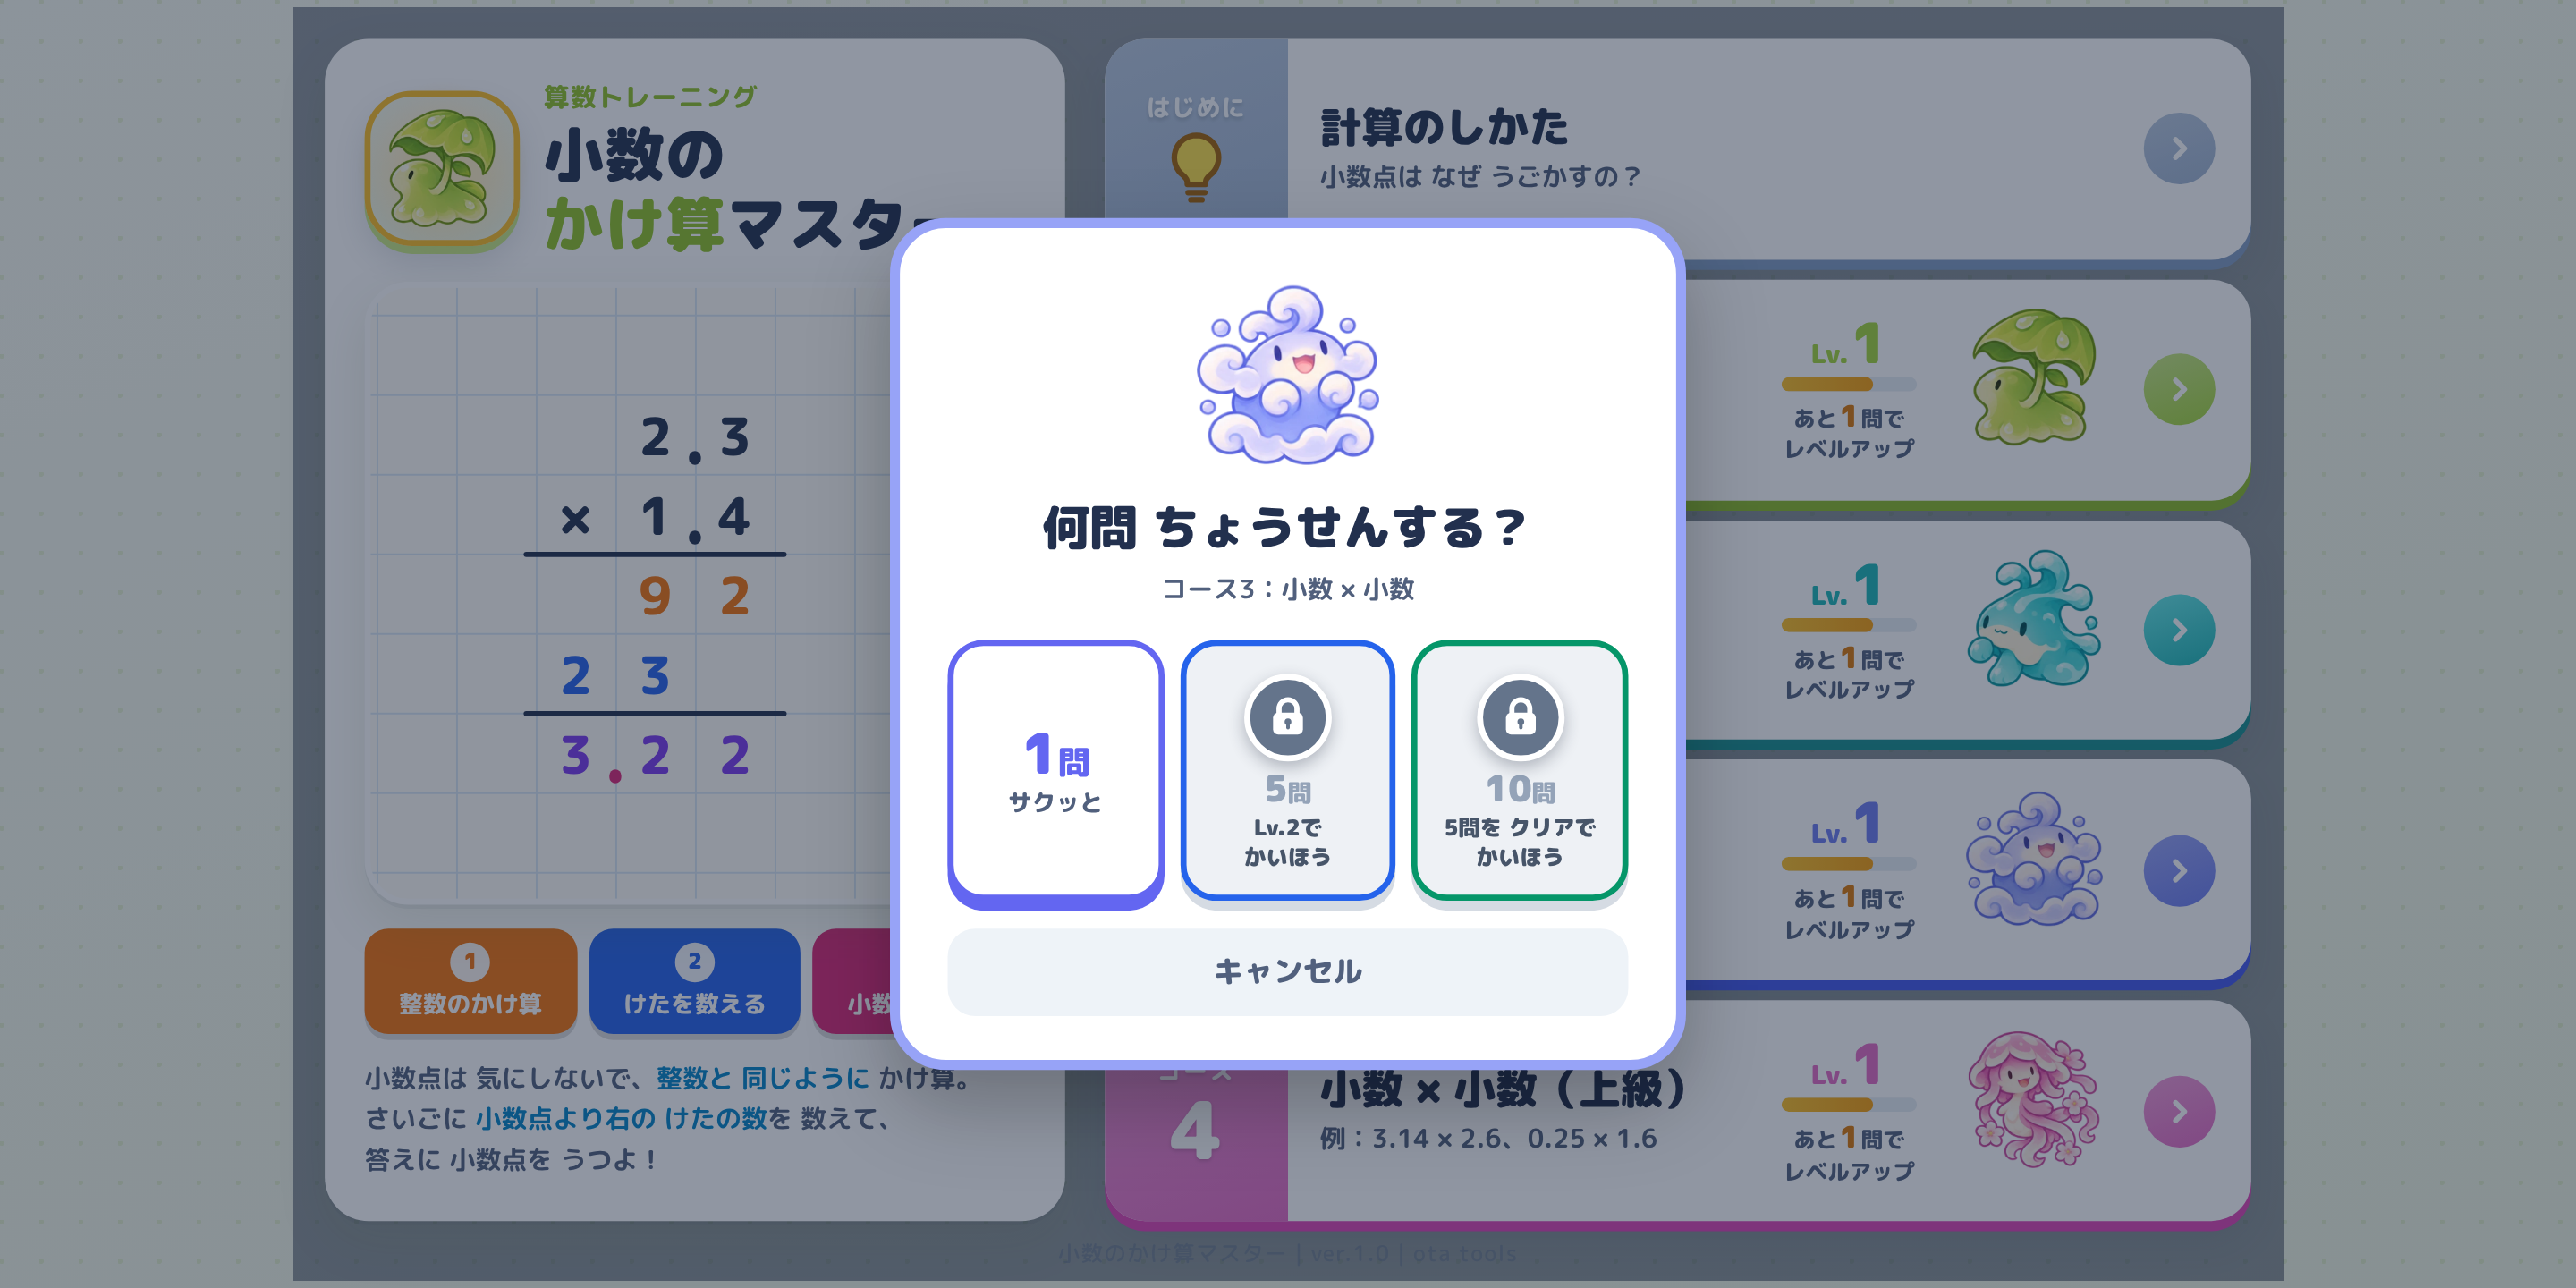 算数トレーニング
小数の
かけ算マスター
2.3
× 1.4
9 2
2 3
3.2 2
1
整数のかけ算
2
けたを数える
小数
小数点は 気にしないで、整数と 同じように かけ算。
さいごに 小数点より右の けたの数を 数えて、
答えに 小数点を うつよ！
はじめに
計算のしかた
小数点は なぜ うごかすの？
Lv.1
あと1問で
レベルアップ
Lv.1
あと1問で
レベルアップ
Lv.1
あと1問で
レベルアップ
コース
4
小数 × 小数（上級）
例：3.14 × 2.6、0.25 × 1.6
Lv.1
あと1問で
レベルアップ
何問 ちょうせんする？
コース3：小数 × 小数
1問
サクッと
5問
Lv.2で
かいほう
10問
5問を クリアで
かいほう
キャンセル
小数のかけ算マスター | ver.1.0 | ota tools